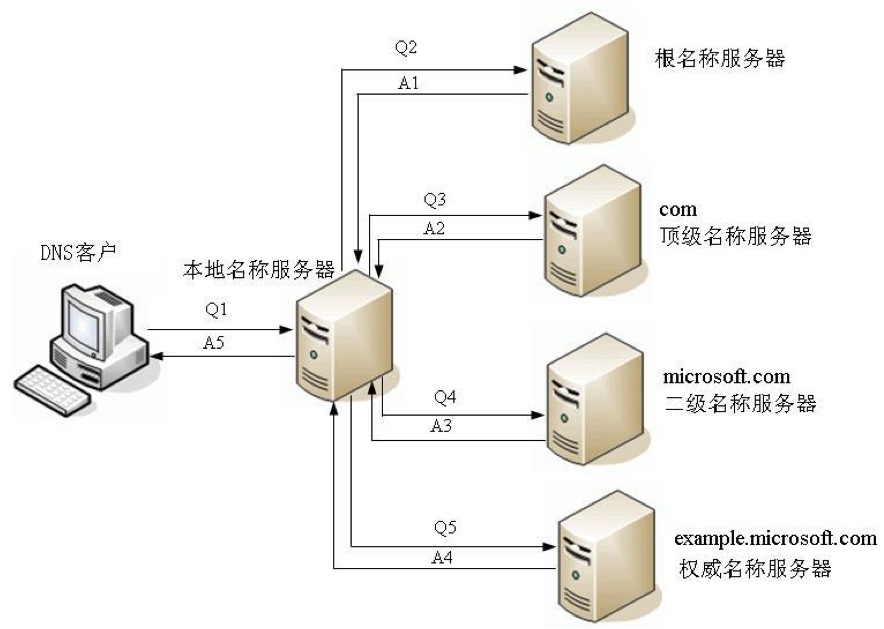 Q2
A1
根名称服务器
Q3
A2
com
顶级名称服务器
DNS客户
本地名称服务器
Q1
A5
microsoft.com
二级名称服务器
Q4
A3
Q5
A4
example.microsoft.com
权威名称服务器